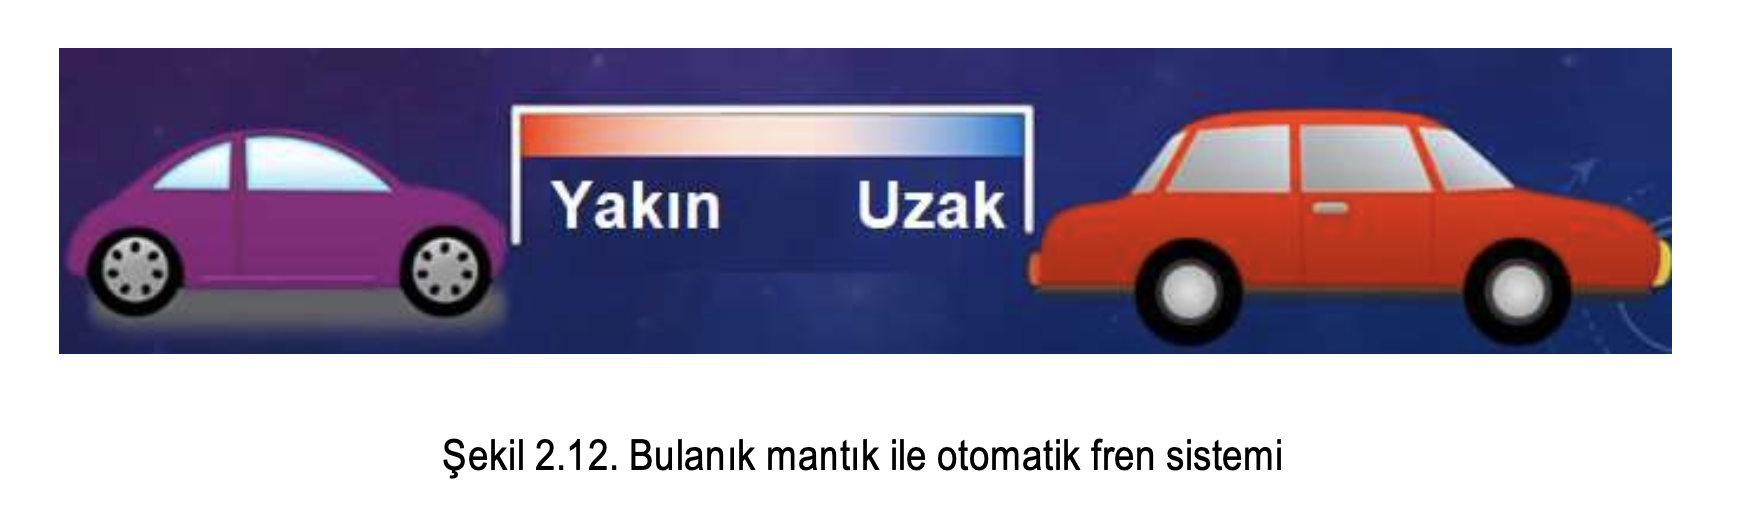 Yakın Uzak
Şekil 2.12. Bulanık mantık ile otomatik fren sistemi